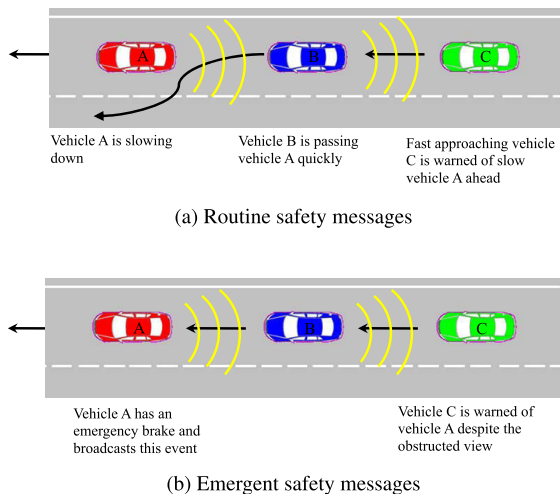 A
B
C
Vehicle A is slowing
down
Vehicle B is passing
vehicle A quickly
Fast approaching vehicle
C is warned of slow
vehicle A ahead
(a) Routine safety messages
A
B
C
Vehicle A has an
emergency brake and
broadcasts this event
Vehicle C is warned of
vehicle A despite the
obstructed view
(b) Emergent safety messages